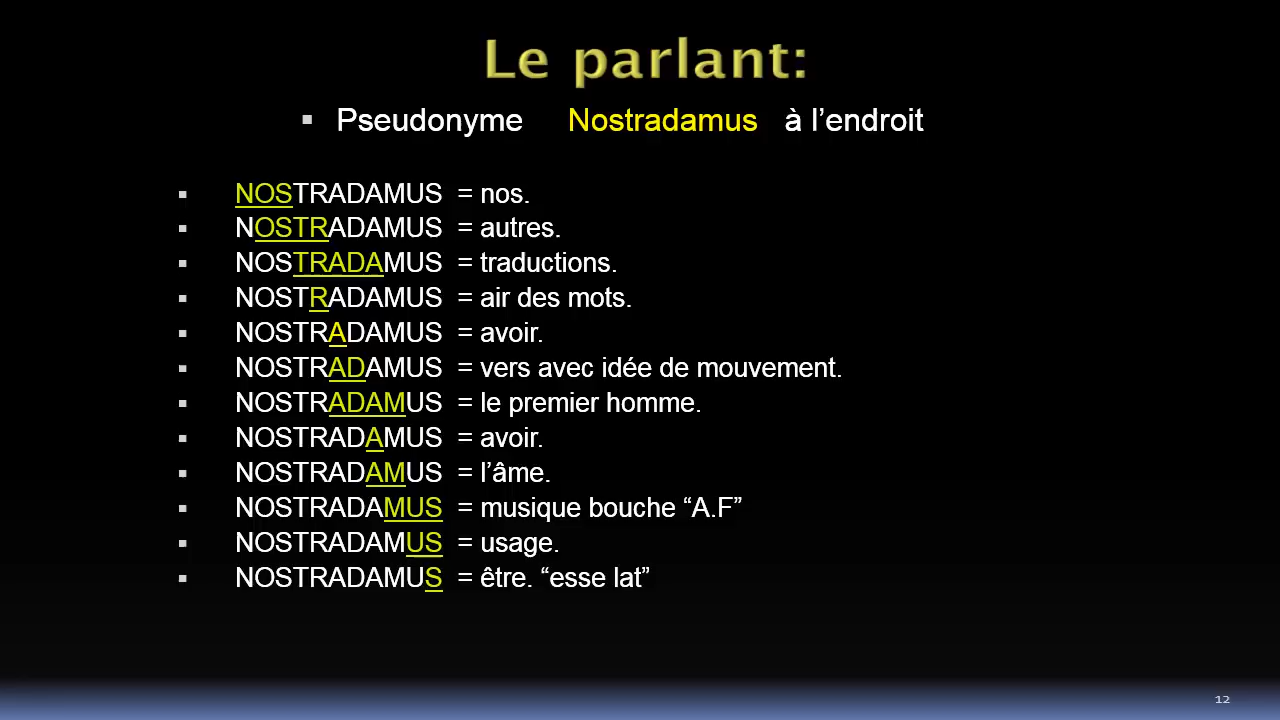 Le parlant:
▪ Pseudonyme Nostradamus à l’endroit
▪ NOSTRADAMUS = nos.
▪ NOSTRADAMUS = autres.
▪ NOSTRADAMUS = traductions.
▪ NOSTRADAMUS = air des mots.
▪ NOSTRADAMUS = avoir.
▪ NOSTRADAMUS = vers avec idée de mouvement.
▪ NOSTRADAMUS = le premier homme.
▪ NOSTRADAMUS = avoir.
▪ NOSTRADAMUS = l’âme.
▪ NOSTRADAMUS = musique bouche “A.F”
▪ NOSTRADAMUS = usage.
▪ NOSTRADAMUS = être. “esse lat”
12